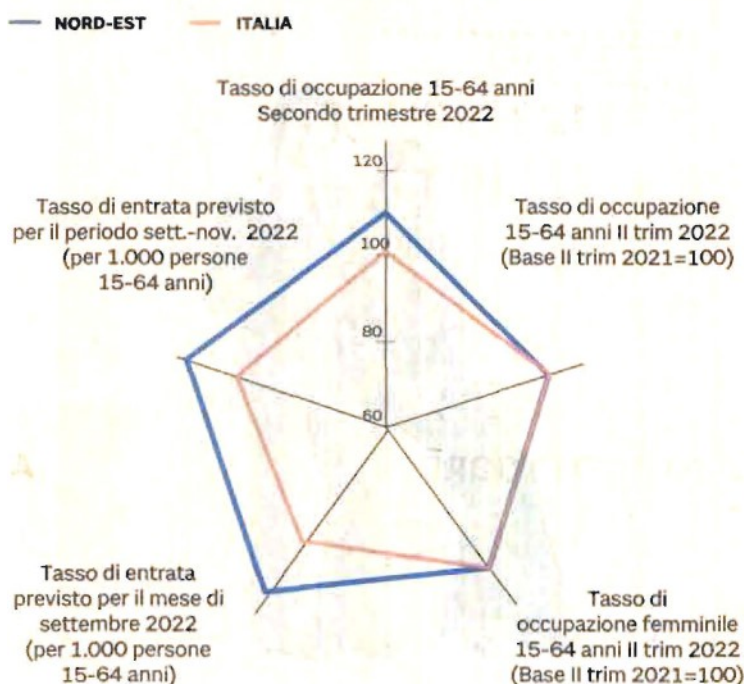 NORD-EST ITALIA
Tasso di occupazione 15-64 anni
Secondo trimestre 2022
120
100
80
60
Tasso di occupazione
15-64 anni II trim 2022
(Base II trim 2021=100)
Tasso di
occupazione femminile
15-64 anni II trim 2022
(Base II trim 2021=100)
Tasso di entrata
previsto per il mese di
settembre 2022
(per 1.000 persone
15-64 anni)
Tasso di entrata previsto
per il periodo sett.-nov. 2022
(per 1.000 persone
15-64 anni)